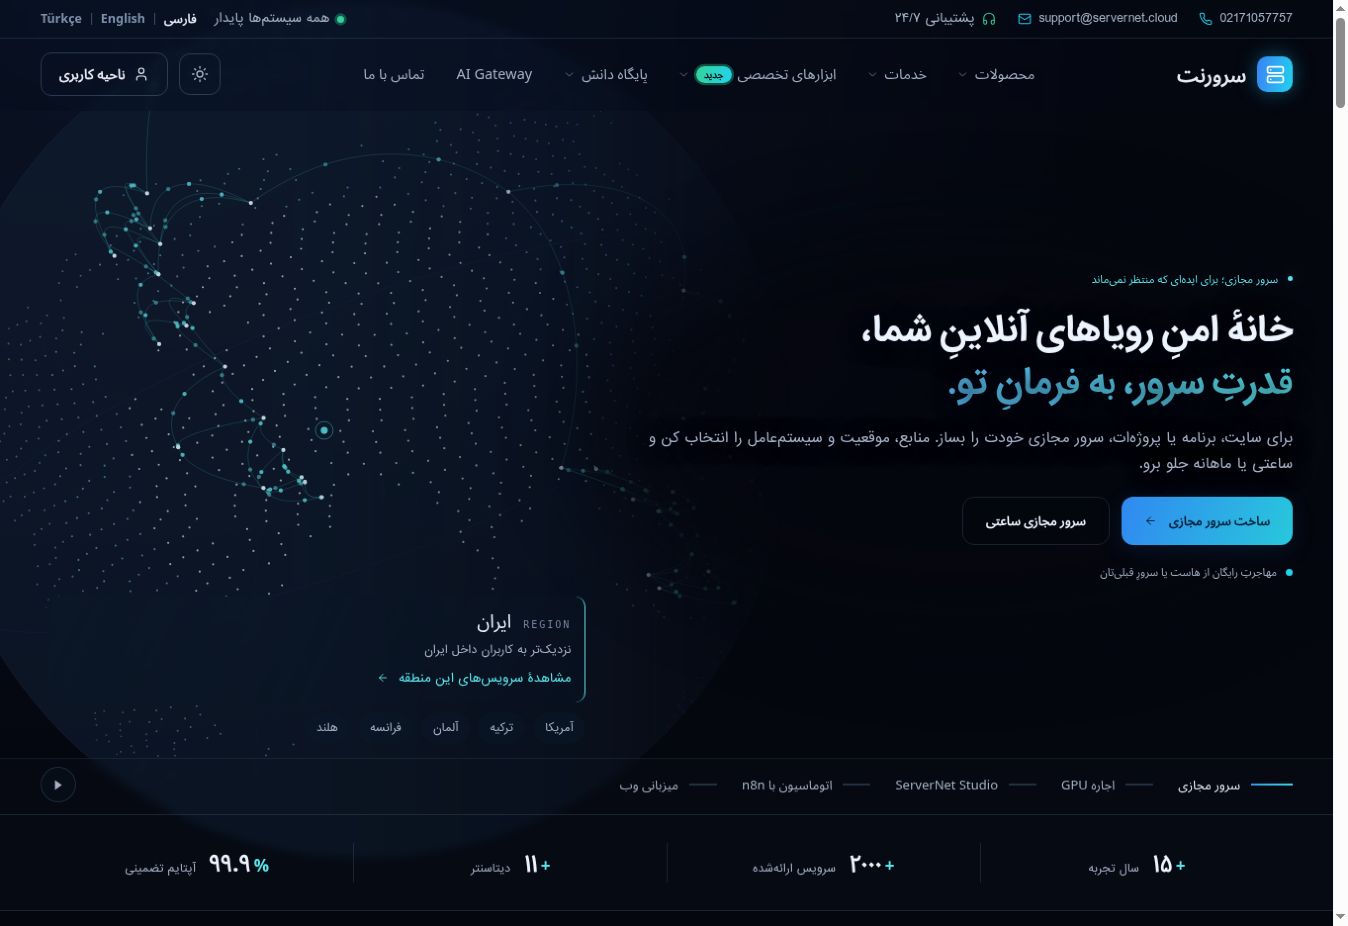 02171057757
support@servernet.cloud
پشتیبانی ۲۴/۷
همه سیستم‌ها پایدار
فارسی | English | Türkçe
سرورنت
محصولات
خدمات
ابزارهای تخصصی جدید
پایگاه دانش
AI Gateway
تماس با ما
ناحیه کاربری
سرور مجازی؛ برای ایده‌ای که منتظر نمی‌ماند
خانهٔ امنِ رویاهای آنلاینِ شما،
قدرتِ سرور، به فرمانِ تو.
برای سایت، برنامه یا پروژه‌ات، سرور مجازی خودت را بساز. منابع، موقعیت و سیستم‌عامل را انتخاب کن و
ساعتی یا ماهانه جلو برو.
ساخت سرور مجازی ←
سرور مجازی ساعتی
مهاجرتِ رایگان از هاست یا سرورِ قبلی‌تان
REGION ایران
نزدیک‌تر به کاربران داخل ایران
مشاهدهٔ سرویس‌های این منطقه ←
آمریکا
ترکیه
آلمان
فرانسه
هلند
سرور مجازی
اجاره GPU
ServerNet Studio
اتوماسیون با n8n
میزبانی وب
+۱۵ سال تجربه
+۲۰۰۰ سرویس ارائه‌شده
+۱۱ دیتاسنتر
%۹۹.۹ آپتایم تضمینی